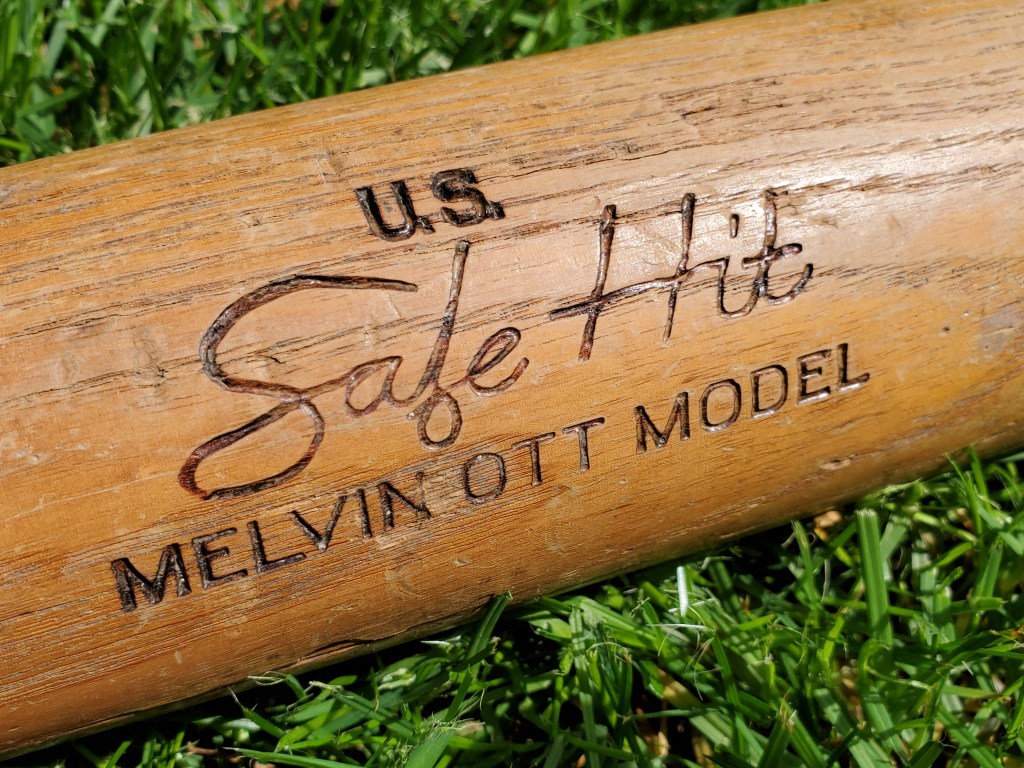 U.S.
Safe Hit
MELVIN OTT MODEL